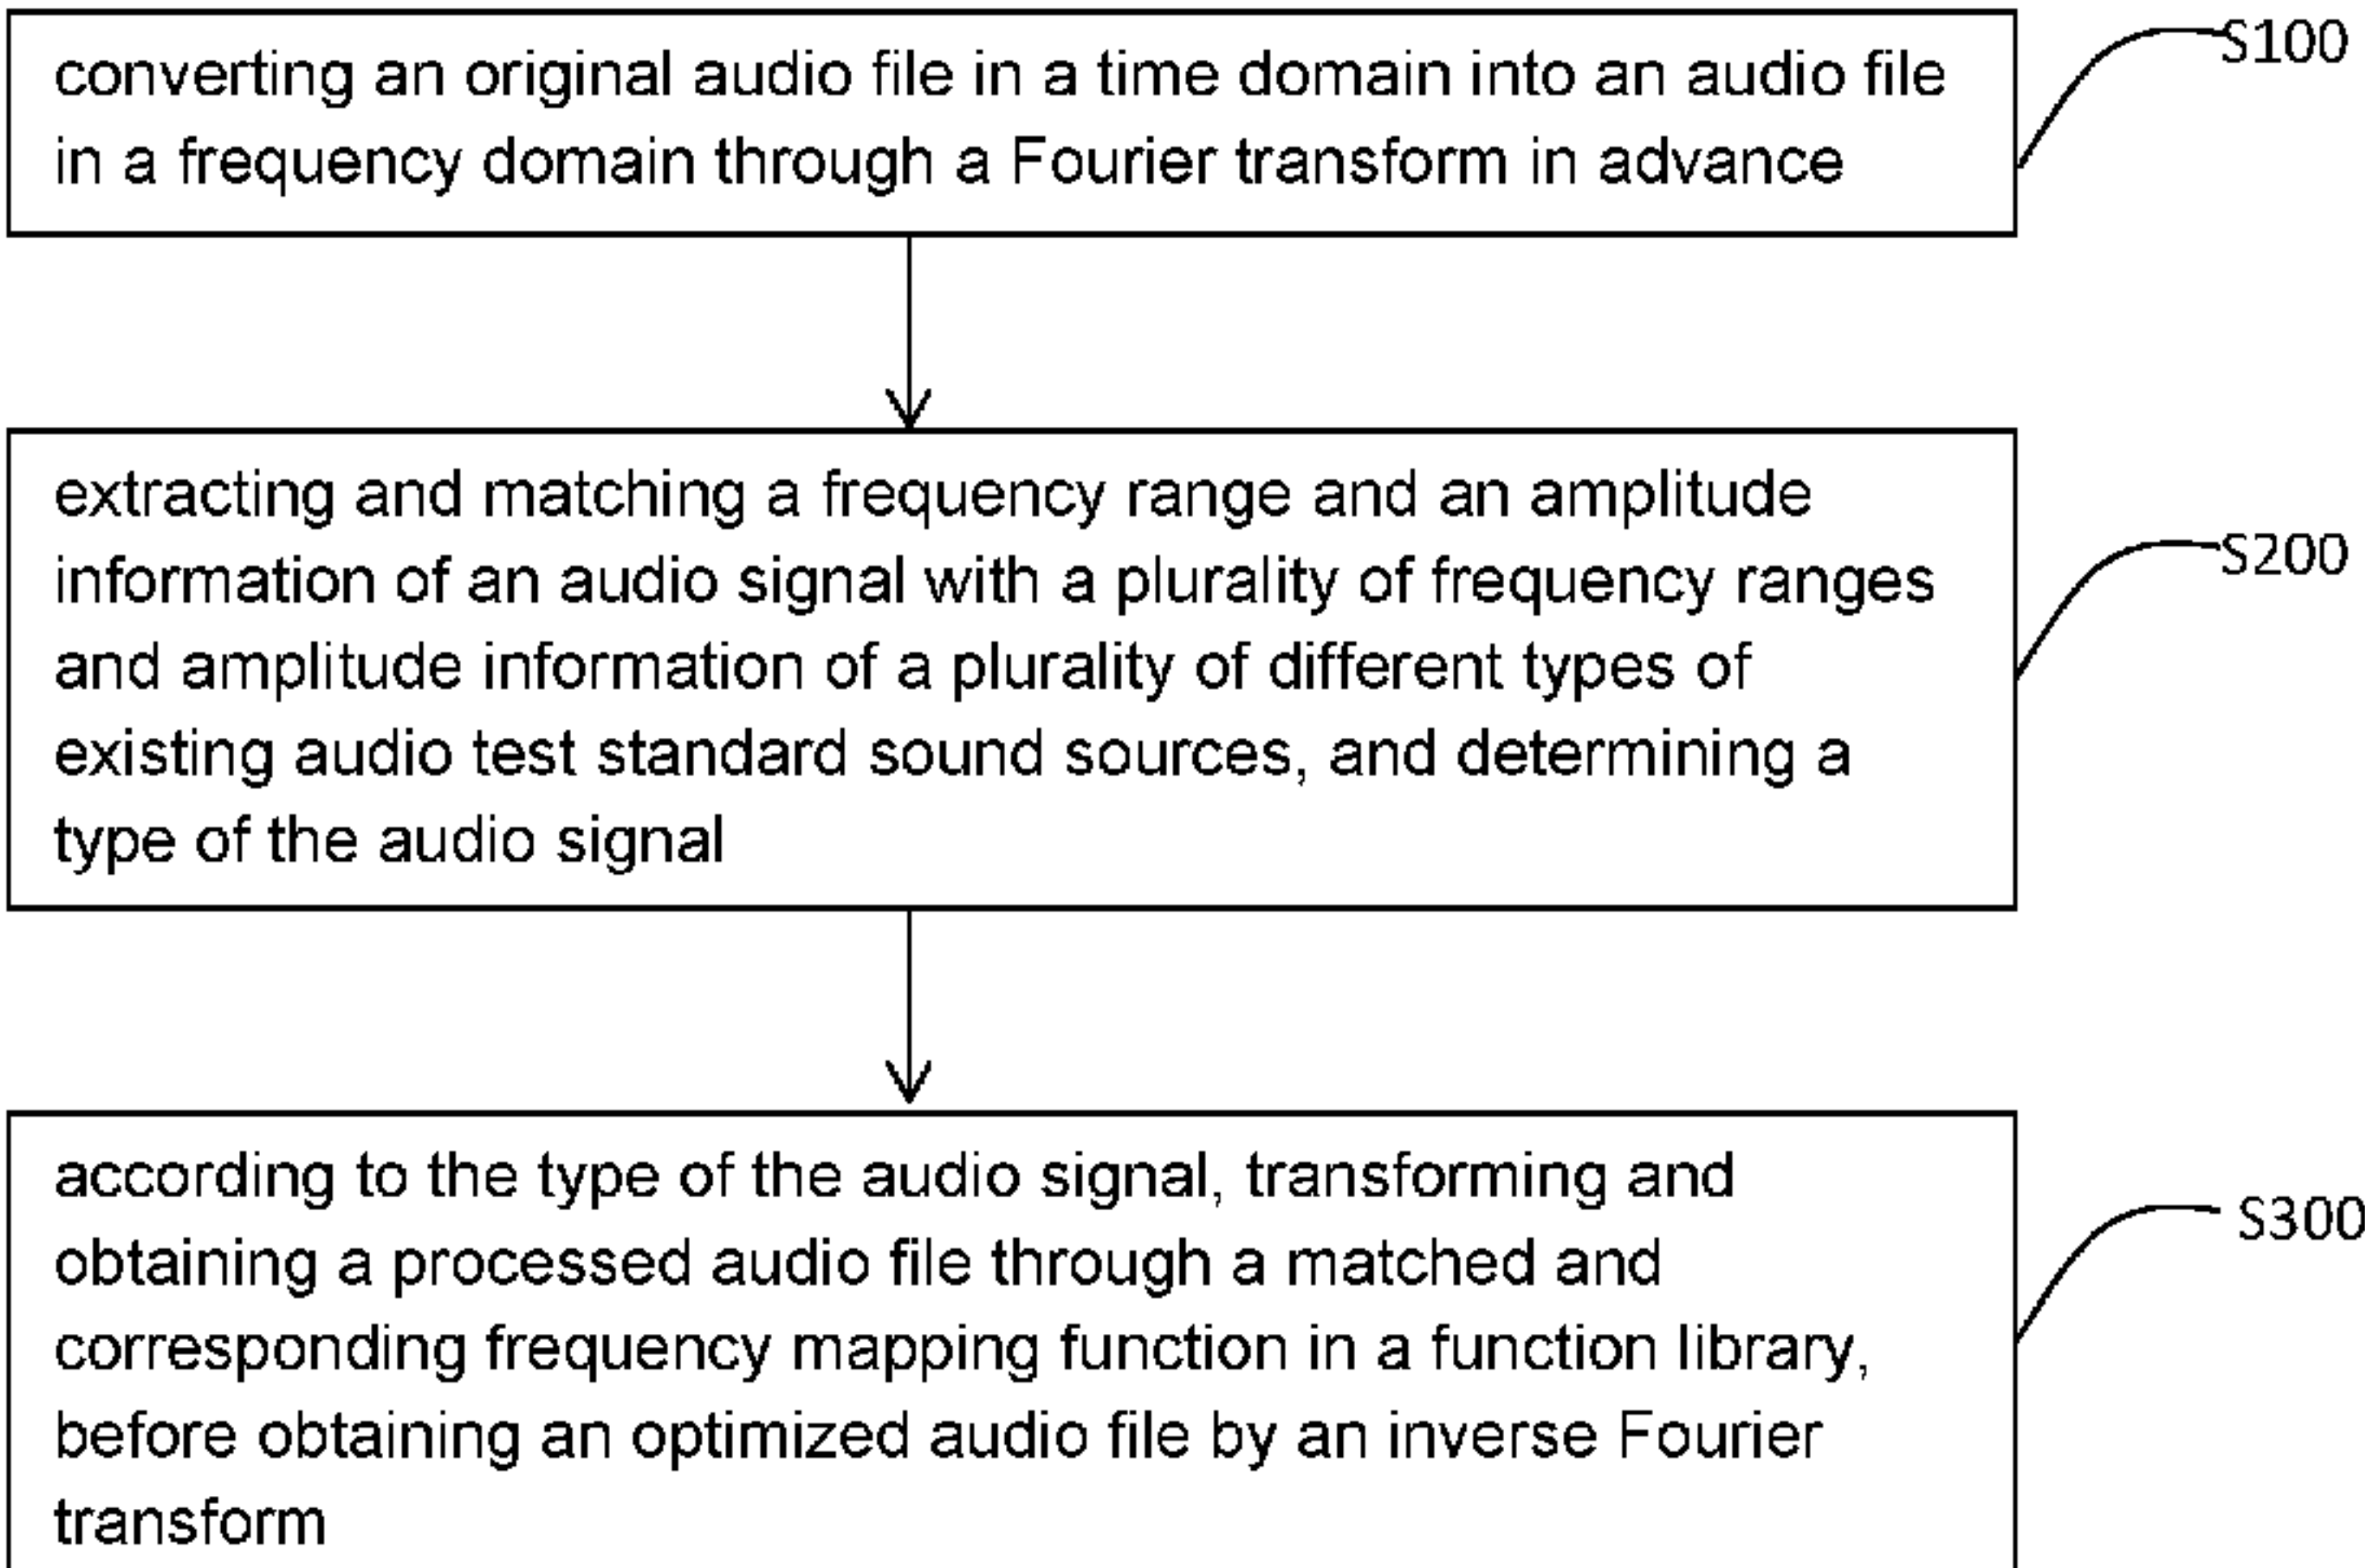 converting an original audio file in a time domain into an audio file
in a frequency domain through a Fourier transform in advance
S100
extracting and matching a frequency range and an amplitude
information of an audio signal with a plurality of frequency ranges
and amplitude information of a plurality of different types of
existing audio test standard sound sources, and determining a
type of the audio signal
S200
according to the type of the audio signal, transforming and
obtaining a processed audio file through a matched and
corresponding frequency mapping function in a function library,
before obtaining an optimized audio file by an inverse Fourier
transform
S300